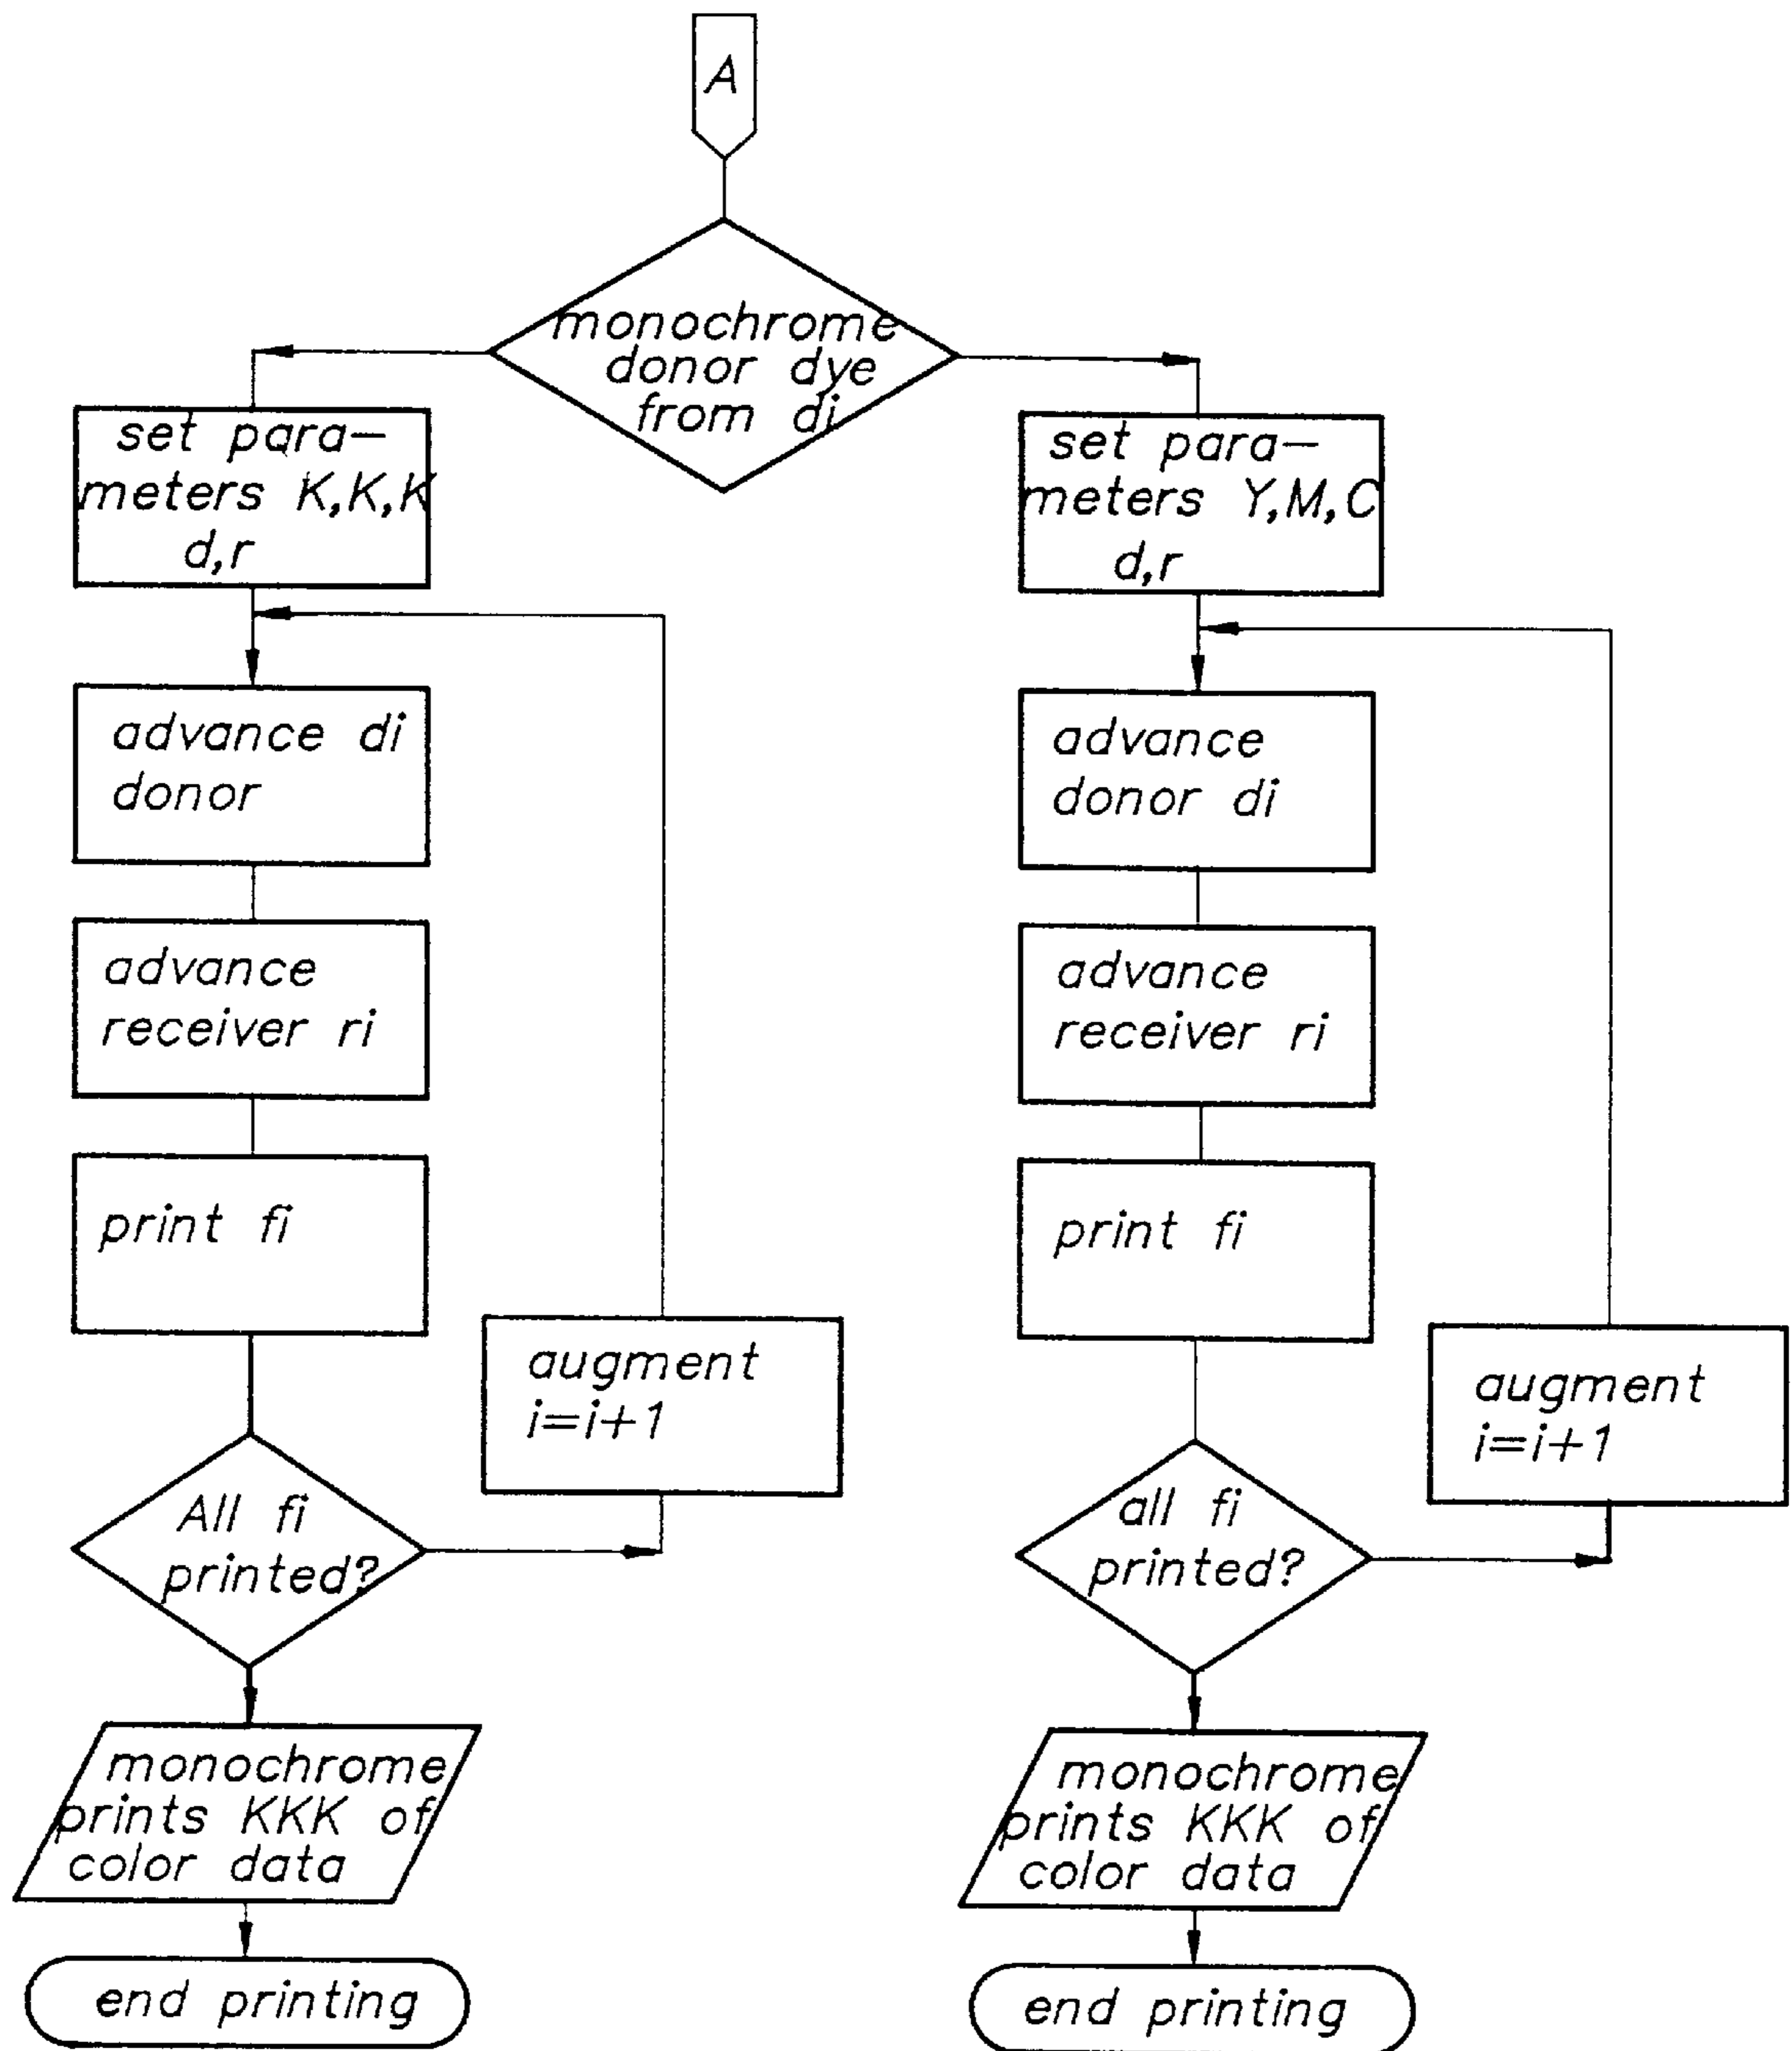 A
monochrome
donor dye
from di
set para-
meters K,K,K
d,r
advance di
donor
advance
receiver ri
print fi
augment
i=i+1
All fi
printed?
monochrome
prints KKK of
color data
end printing
set para-
meters Y,M,C
d,r
advance
donor di
advance
receiver ri
print fi
augment
i=i+1
all fi
printed?
monochrome
prints KKK of
color data
end printing